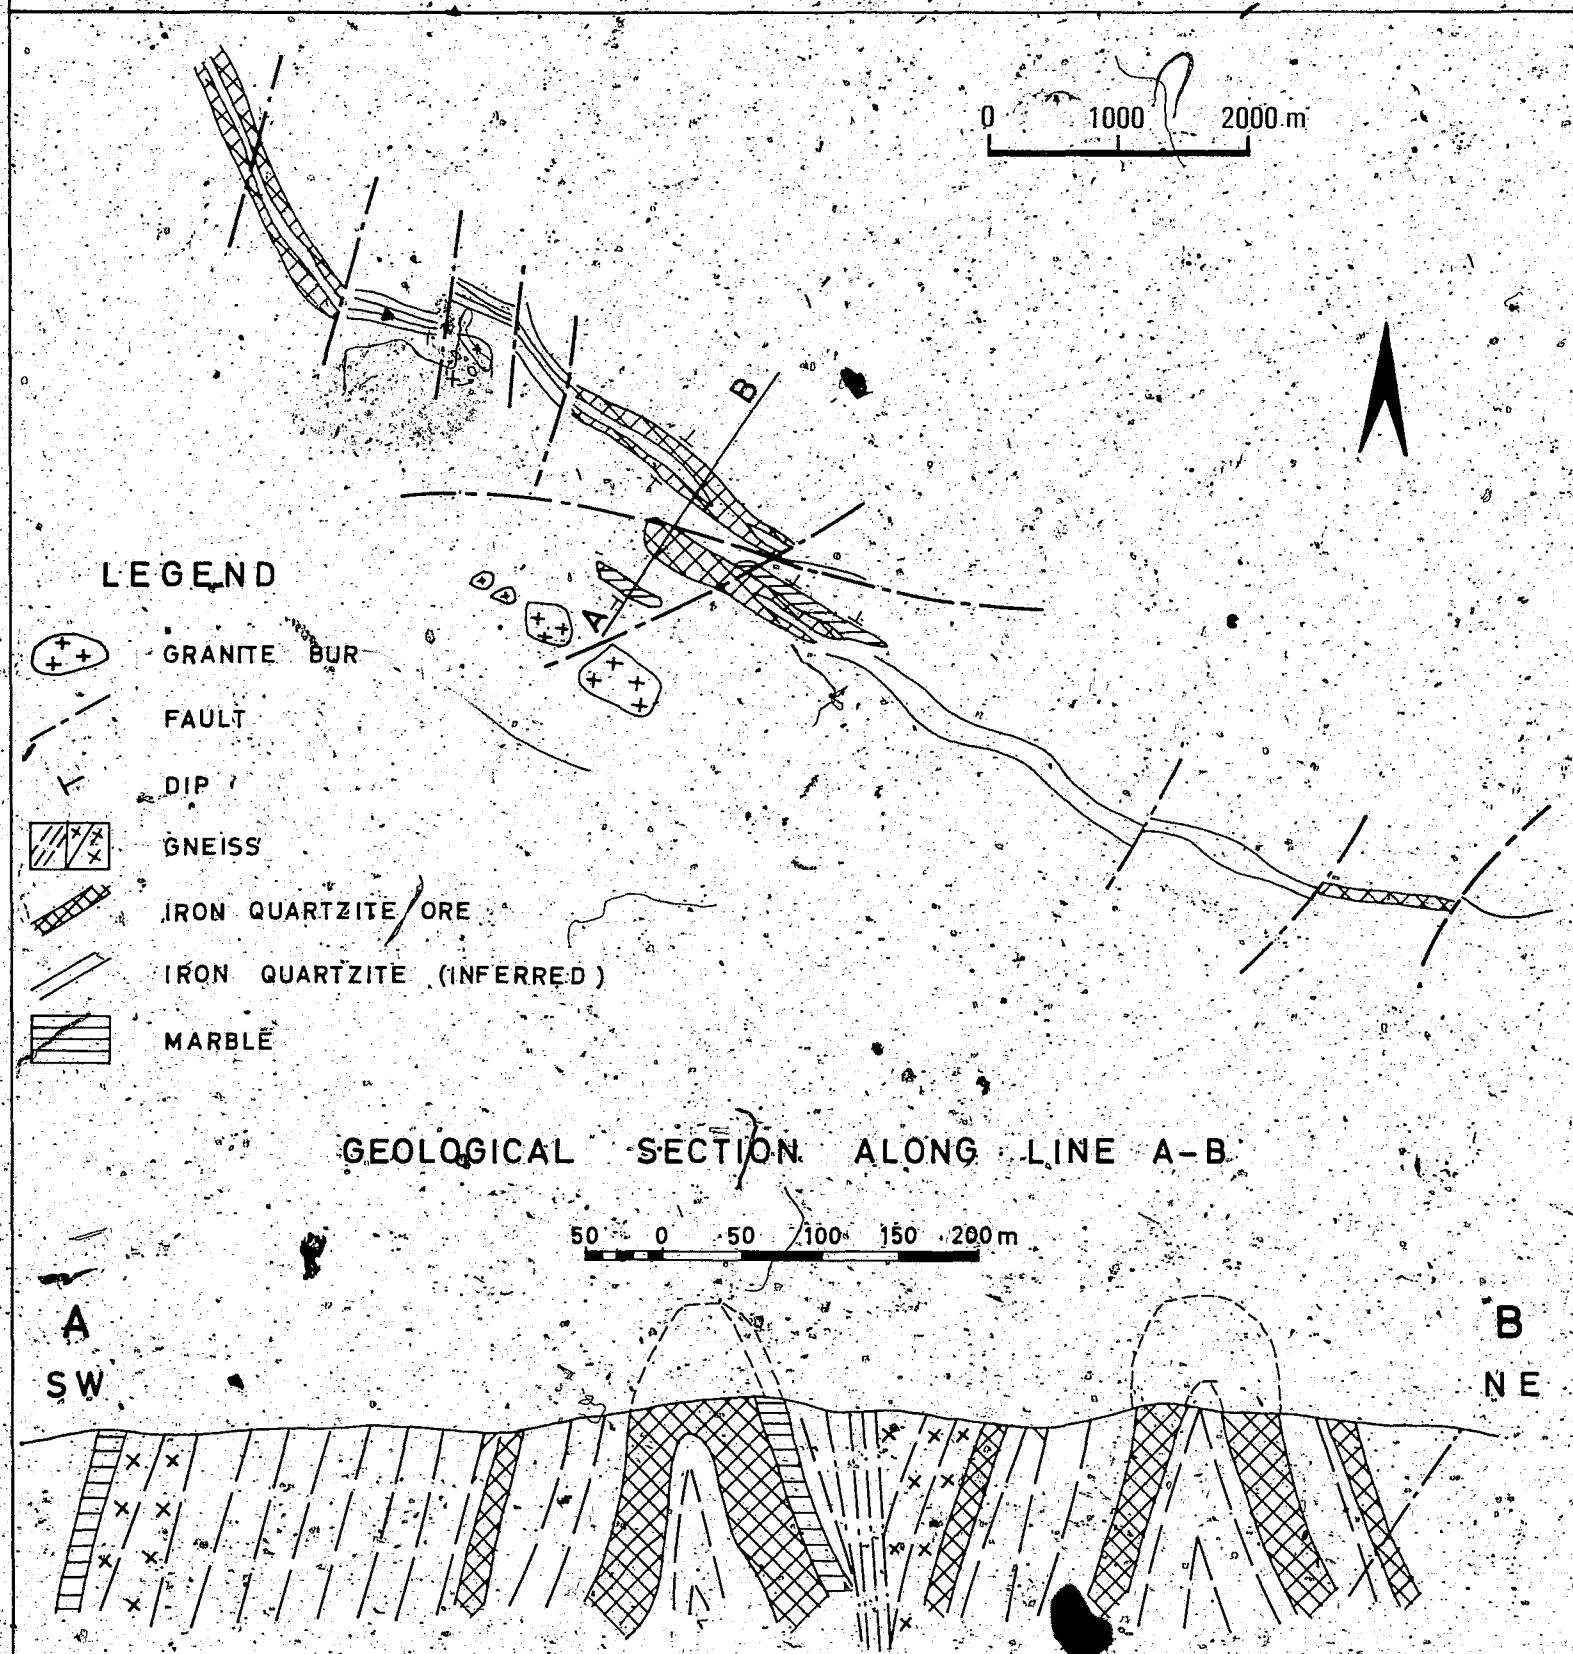 0 1000 2000 m
B
A
LEGEND
GRANITE BUR
FAULT
DIP
GNEISS
IRON QUARTZITE/ORE
IRON QUARTZITE (INFERRED)
MARBLE
GEOLOGICAL SECTION ALONG LINE A-B
50 0 50 100 150 200 m
A B
SW NE